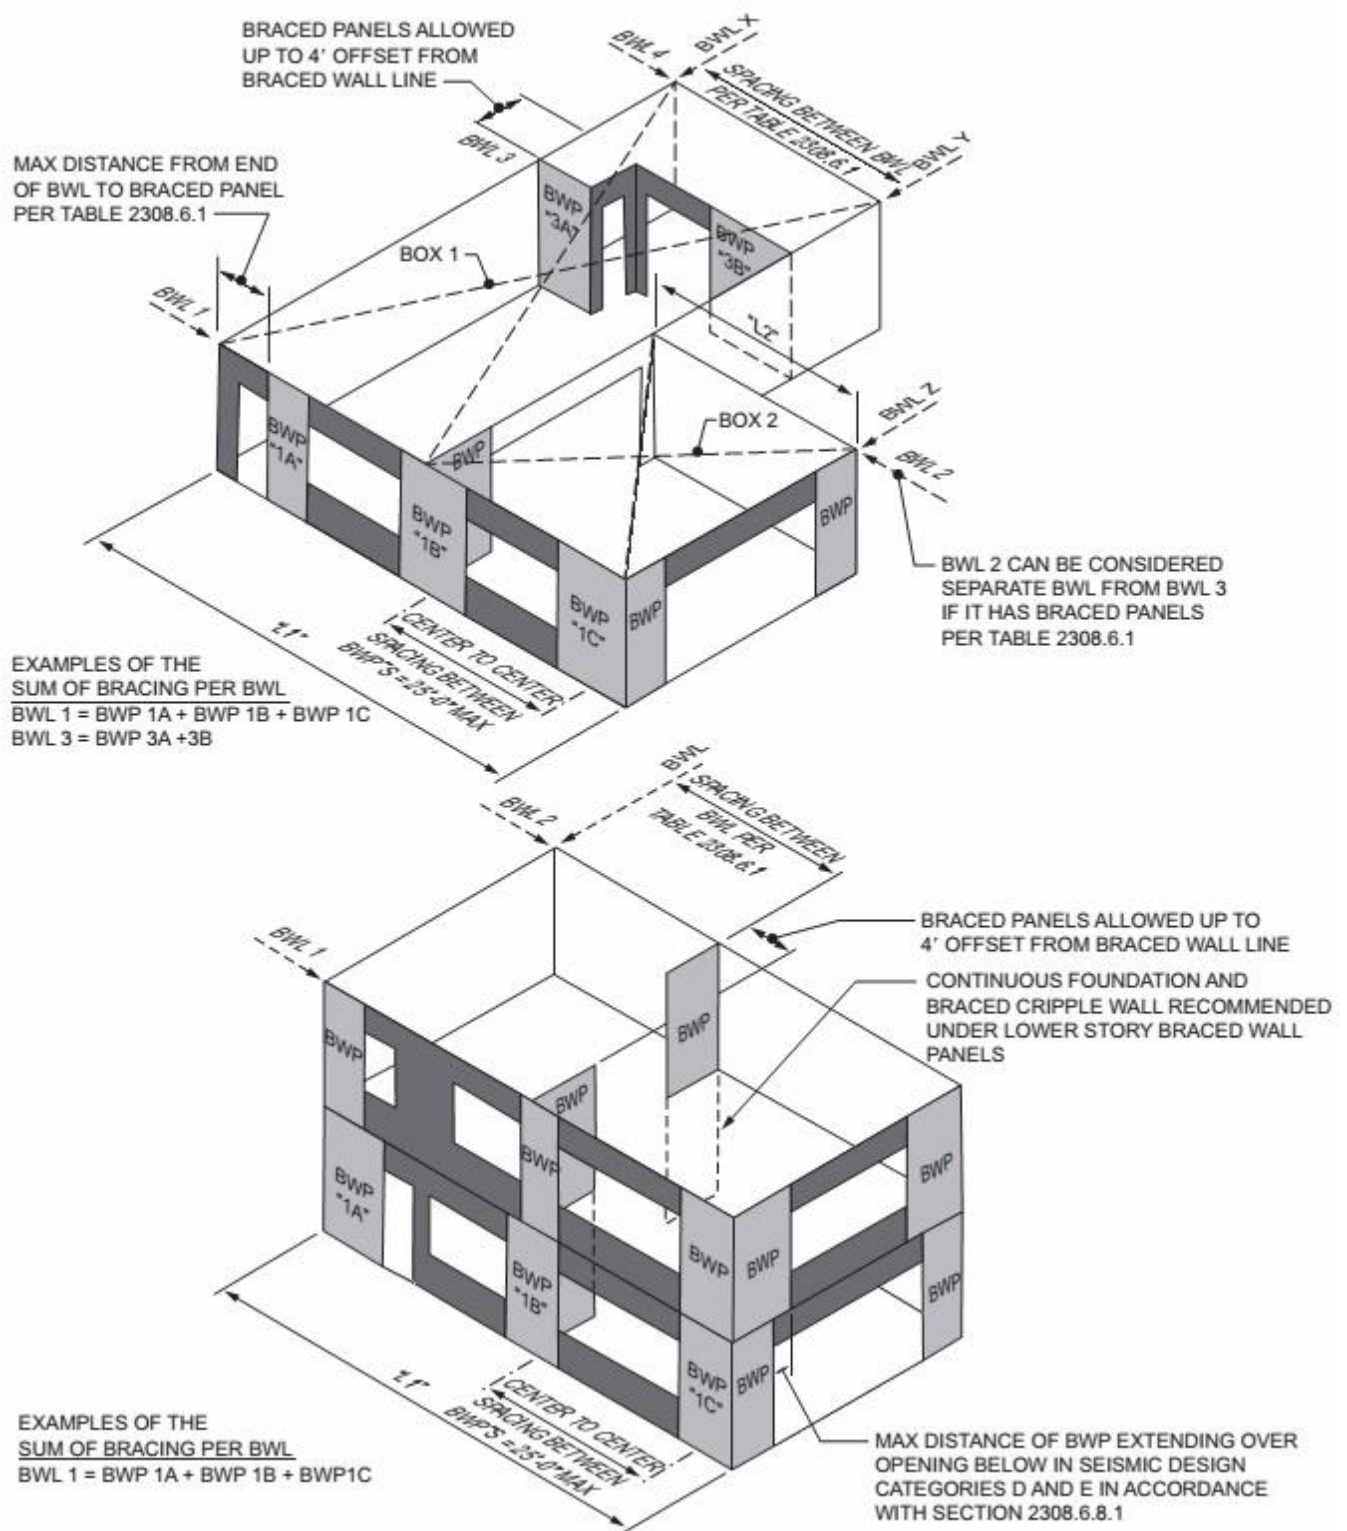 BRACED PANELS ALLOWED
UP TO 4' OFFSET FROM
BRACED WALL LINE
BWL 4
BWL X
SPACING BETWEEN BWL
PER TABLE 2308.6.1
BWL Y
BWL 3
MAX DISTANCE FROM END
OF BWL TO BRACED PANEL
PER TABLE 2308.6.1
BWP
"3A"
BWP
"3B"
BOX 1
BWL 1
"L2"
BWL Z
BOX 2
BWL 2
BWP
"1A"
BWP
BWP
"1B"
BWP
BWP
"1C"
BWP
BWL 2 CAN BE CONSIDERED
SEPARATE BWL FROM BWL 3
IF IT HAS BRACED PANELS
PER TABLE 2308.6.1
CENTER TO CENTER
SPACING BETWEEN
BWP'S = 25'-0" MAX
EXAMPLES OF THE
SUM OF BRACING PER BWL
BWL 1 = BWP 1A + BWP 1B + BWP 1C
BWL 3 = BWP 3A +3B
BWL
BWL 2
SPACING BETWEEN
BWL PER
TABLE 2308.6.1
BWL 1
BRACED PANELS ALLOWED UP TO
4' OFFSET FROM BRACED WALL LINE
CONTINUOUS FOUNDATION AND
BRACED CRIPPLE WALL RECOMMENDED
UNDER LOWER STORY BRACED WALL
PANELS
BWP
BWP
BWP
BWP
BWP
BWP
BWP
BWP
"1A"
BWP
"1B"
BWP
"1C"
BWP
BWP
CENTER TO CENTER
SPACING BETWEEN
BWP'S = 25'-0" MAX
EXAMPLES OF THE
SUM OF BRACING PER BWL
BWL 1 = BWP 1A + BWP 1B + BWP1C
MAX DISTANCE OF BWP EXTENDING OVER
OPENING BELOW IN SEISMIC DESIGN
CATEGORIES D AND E IN ACCORDANCE
WITH SECTION 2308.6.8.1